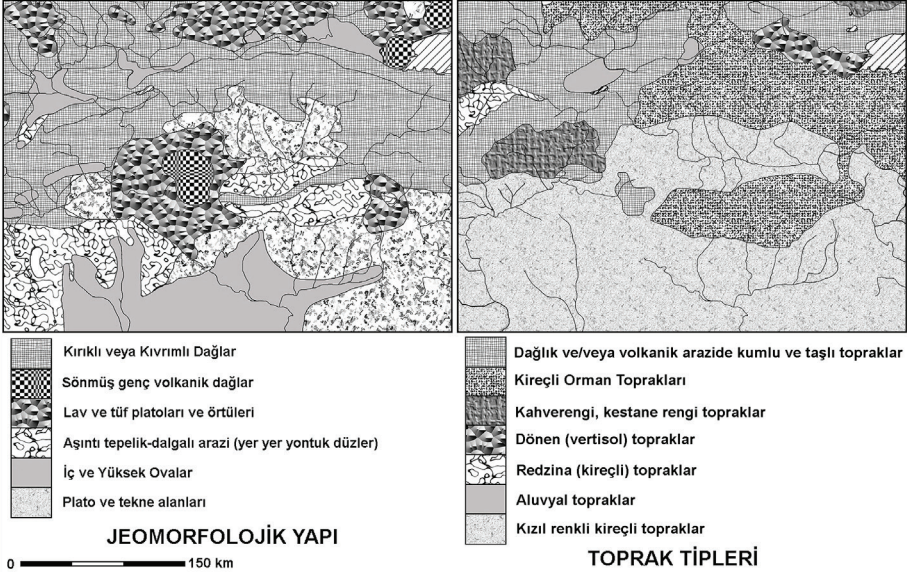 Kırıklı veya Kıvrımlı Dağlar
Sönmüş genç volkanik dağlar
Lav ve tüf platoları ve örtüleri
Aşıntı tepelik-dalgalı arazi (yer yer yontuk düzler)
İç ve Yüksek Ovalar
Plato ve tekne alanları
JEOMORFOLOJİK YAPI
0 150 km
Dağlık ve/veya volkanik arazide kumlu ve taşlı topraklar
Kireçli Orman Toprakları
Kahverengi, kestane rengi topraklar
Dönen (vertisol) topraklar
Redzina (kireçli) topraklar
Aluvyal topraklar
Kızıl renkli kireçli topraklar
TOPRAK TİPLERİ